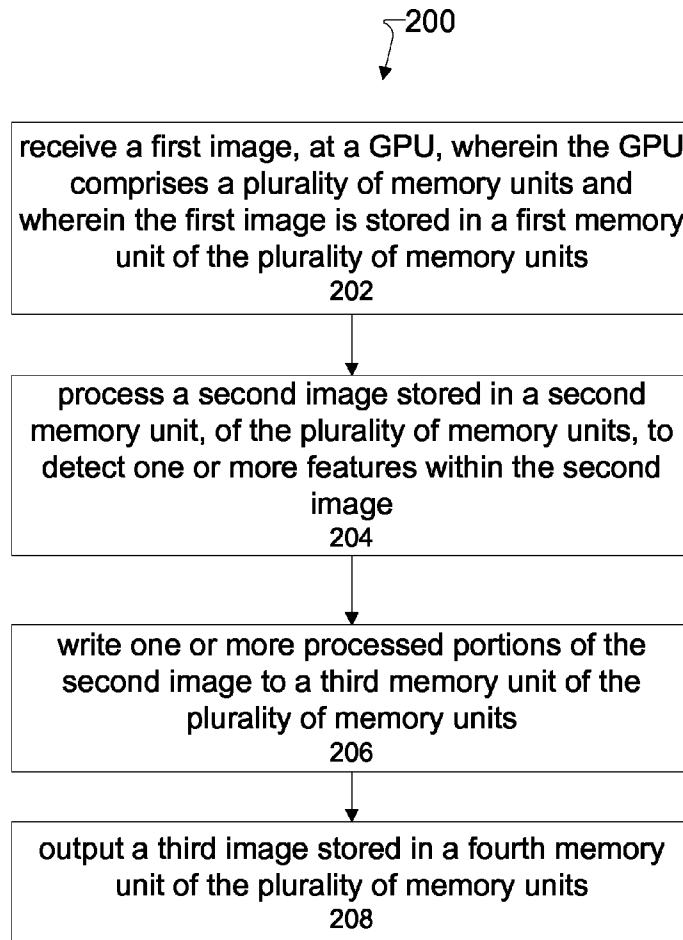 200
receive a first image, at a GPU, wherein the GPU
comprises a plurality of memory units and
wherein the first image is stored in a first memory
unit of the plurality of memory units
202
process a second image stored in a second
memory unit, of the plurality of memory units, to
detect one or more features within the second
image
204
write one or more processed portions of the
second image to a third memory unit of the
plurality of memory units
206
output a third image stored in a fourth memory
unit of the plurality of memory units
208